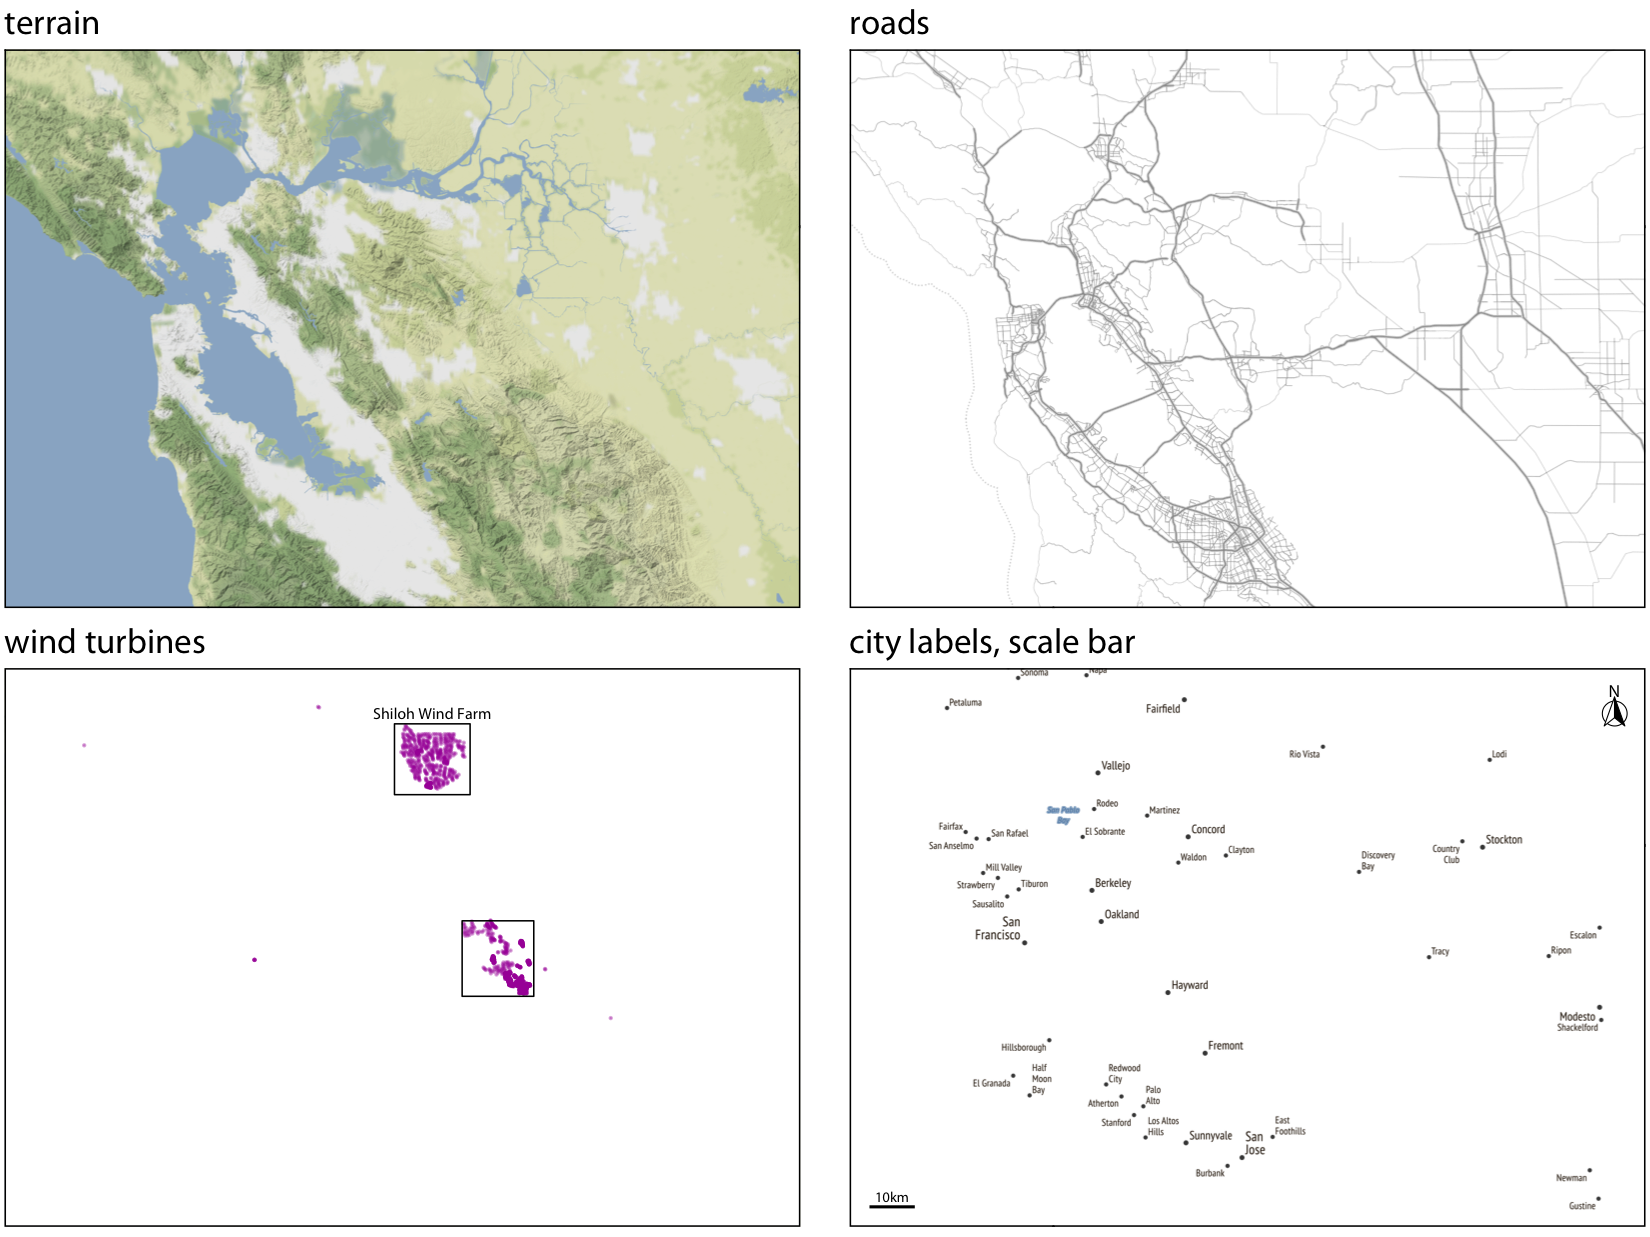 terrain
roads
wind turbines
Shiloh Wind Farm
city labels, scale bar
Sonoma
Napa
N
Petaluma
Fairfield
Rio Vista
Lodi
Vallejo
San Pablo
Bay
Rodeo
Martinez
Fairfax
San Rafael
San Anselmo
El Sobrante
Concord
Waldon
Clayton
Discovery
Bay
Country
Club
Stockton
Mill Valley
Strawberry
Tiburon
Sausalito
Berkeley
Oakland
San
Francisco
Escalon
Tracy
Ripon
Hayward
Modesto
Shackelford
Hillsborough
Fremont
El Granada
Half
Moon
Bay
Redwood
City
Atherton
Palo
Alto
Stanford
Los Altos
Hills
Sunnyvale
San
Jose
East
Foothills
Burbank
Newman
Gustine
10km